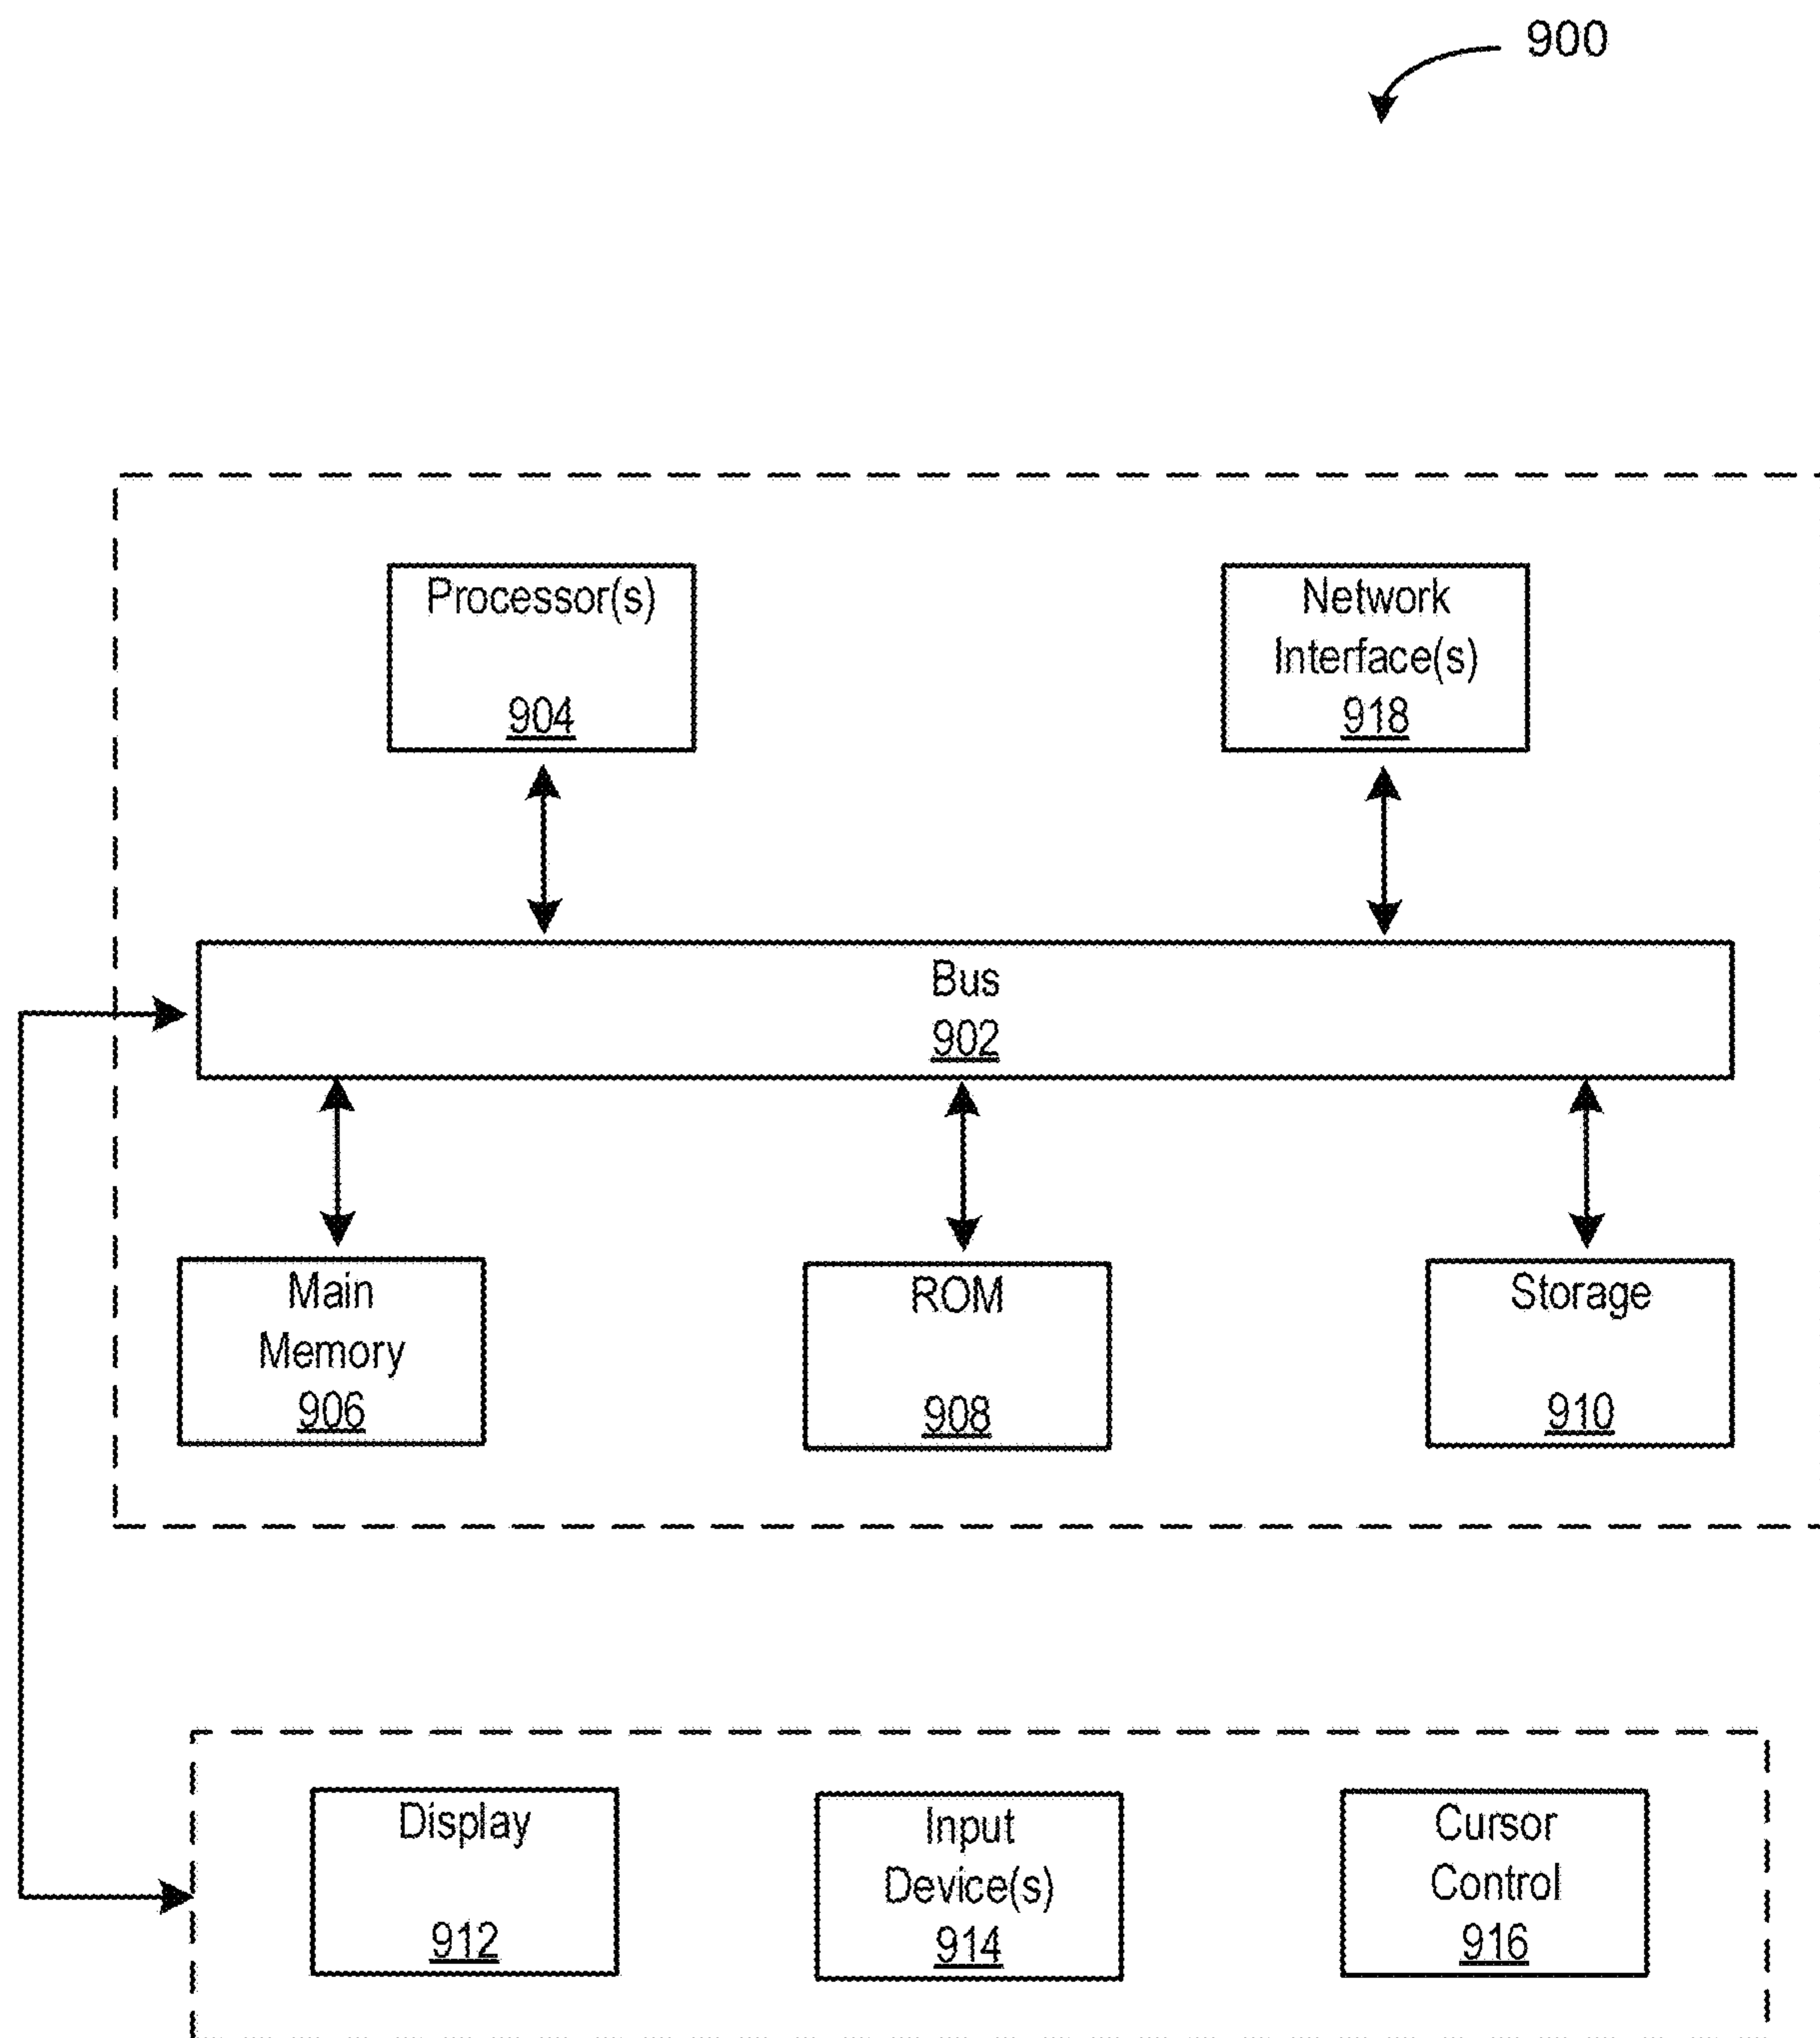 900
Processor(s)
904
Network
Interface(s)
918
Bus
902
Main
Memory
906
ROM
908
Storage
910
Display
912
Input
Device(s)
914
Cursor
Control
916